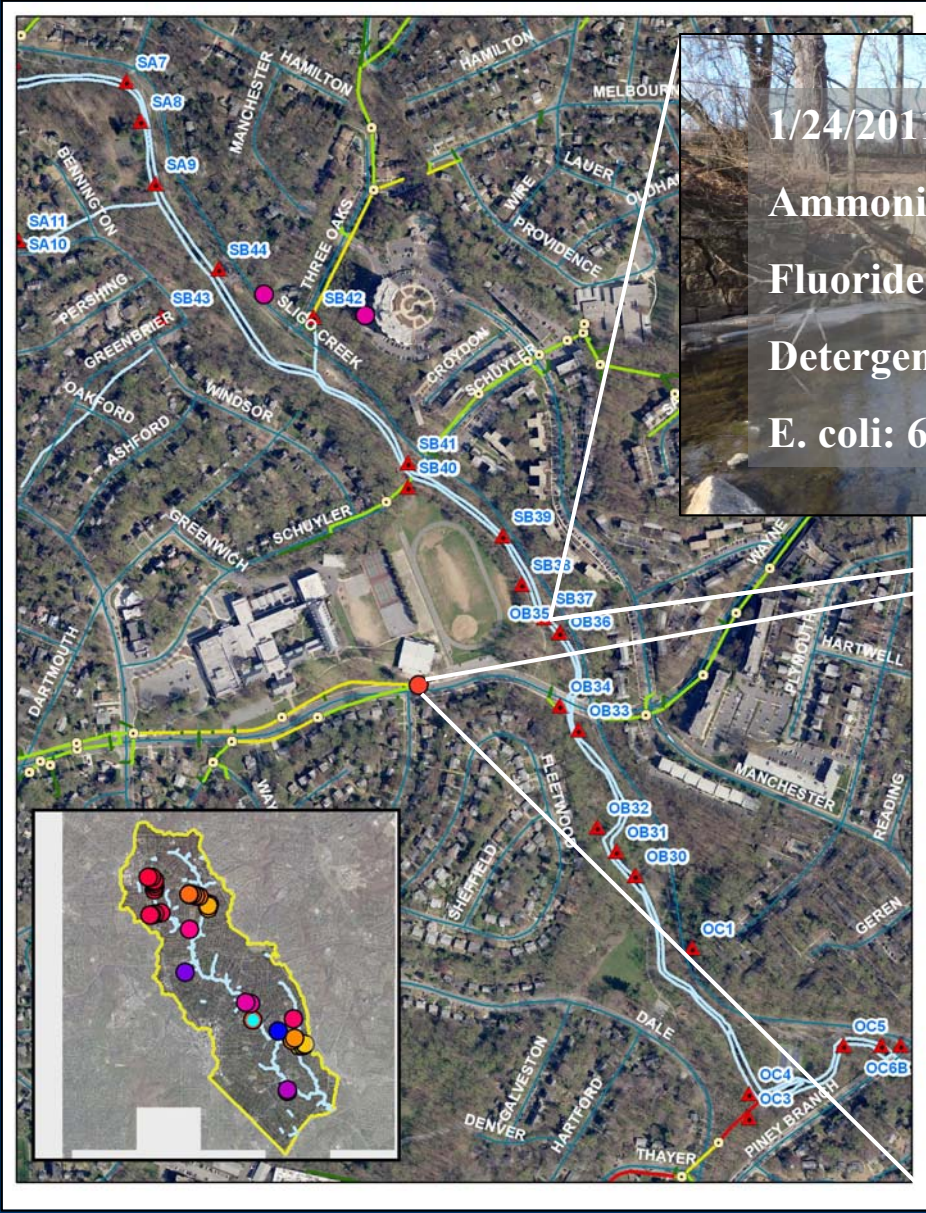 HAMILTON
HAMILTON
MANCHESTER
MELBOURN
SA7
SA8
SA9
BENNINGTON
LAUER
WIRE
PROVIDENCE
SA11
SA10
THREE OAKS
SB44
SB43
SB42
PERSHING
GREENBRIER
SLIGO CREEK
CROYDON
SCHUYLER
OAKFORD
ASHFORD
WINDSOR
SB41
SB40
GREENWICH
SCHUYLER
SB39
SB38
SB37
OB35
OB36
WAYNE
PLYMOUTH
HARTWELL
DARTMOUTH
OB34
OB33
MANCHESTER
READING
FLEETWOOD
SHEFFIELD
OB32
OB31
OB30
GEREN
OC1
DALE
GALVESTON
HARTFORD
DENVER
OC5
OC6B
OC4
OC3
PINEY BRANCH
THAYER
1/24/2011
Ammoni
Fluoride
Detergen
E. coli: 6